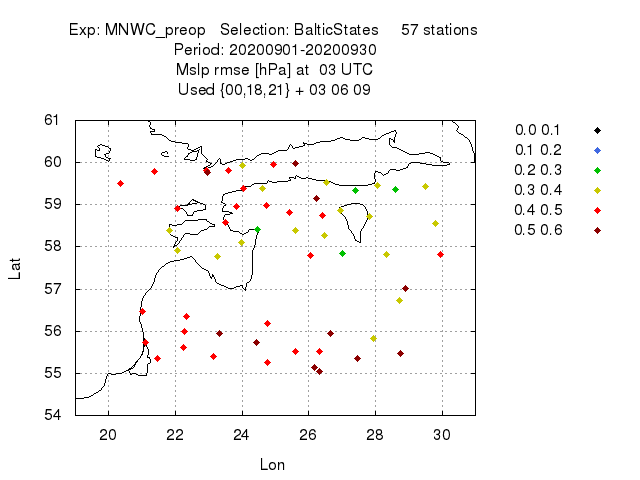 Exp: MNWC_preop   Selection: BalticStates     57 stations
Period: 20200901-20200930
Mslp rmse [hPa] at  03 UTC
Used {00,18,21} + 03 06 09
61
60
59
58
57
56
55
54
Lat
20 22 24 26 28 30
Lon
0.0 0.1
0.1 0.2
0.2 0.3
0.3 0.4
0.4 0.5
0.5 0.6